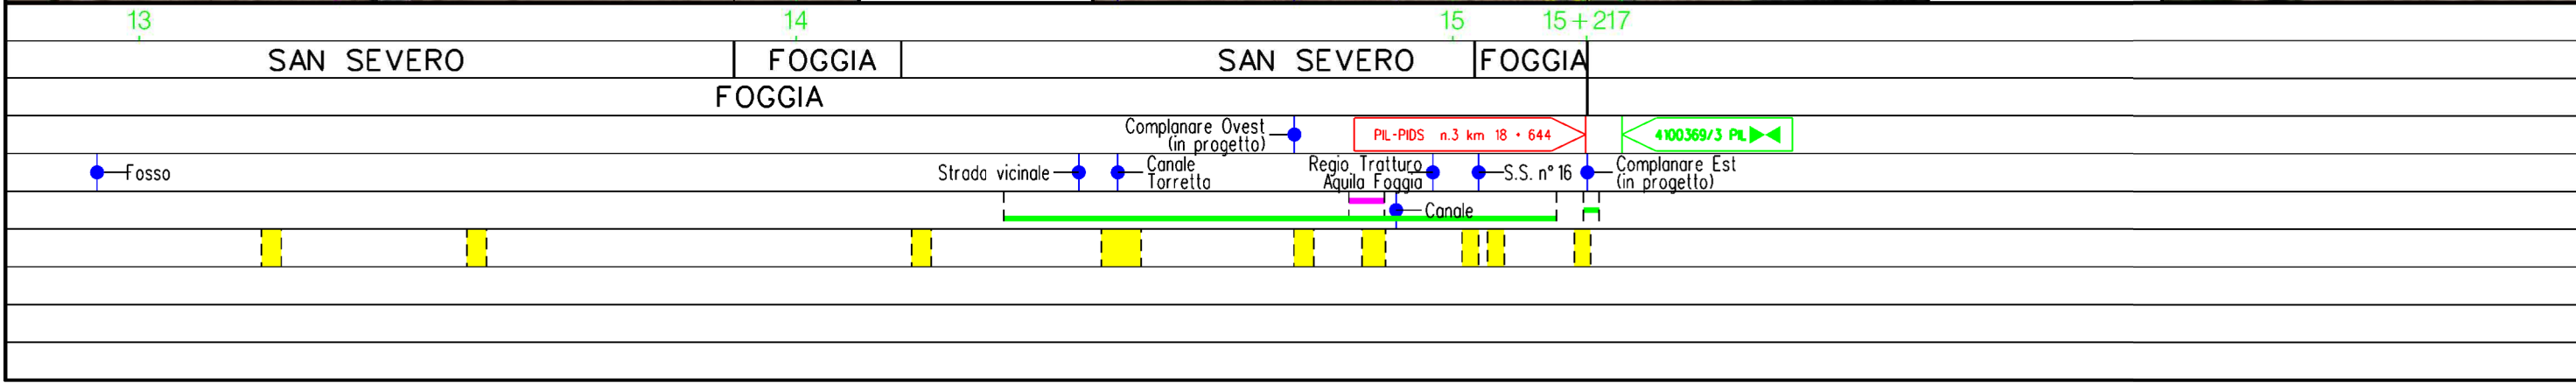 13 14 15 15+217
SAN SEVERO FOGGIA SAN SEVERO FOGGIA
FOGGIA
Complanare Ovest
(in progetto)
PIL-PIDS n.3 km 18 + 644
4100369/3 PIL
Fosso
Strada vicinale
Canale
Torretta
Regio Tratturo
Aquila Foggia
S.S. n° 16
Complanare Est
(in progetto)
Canale